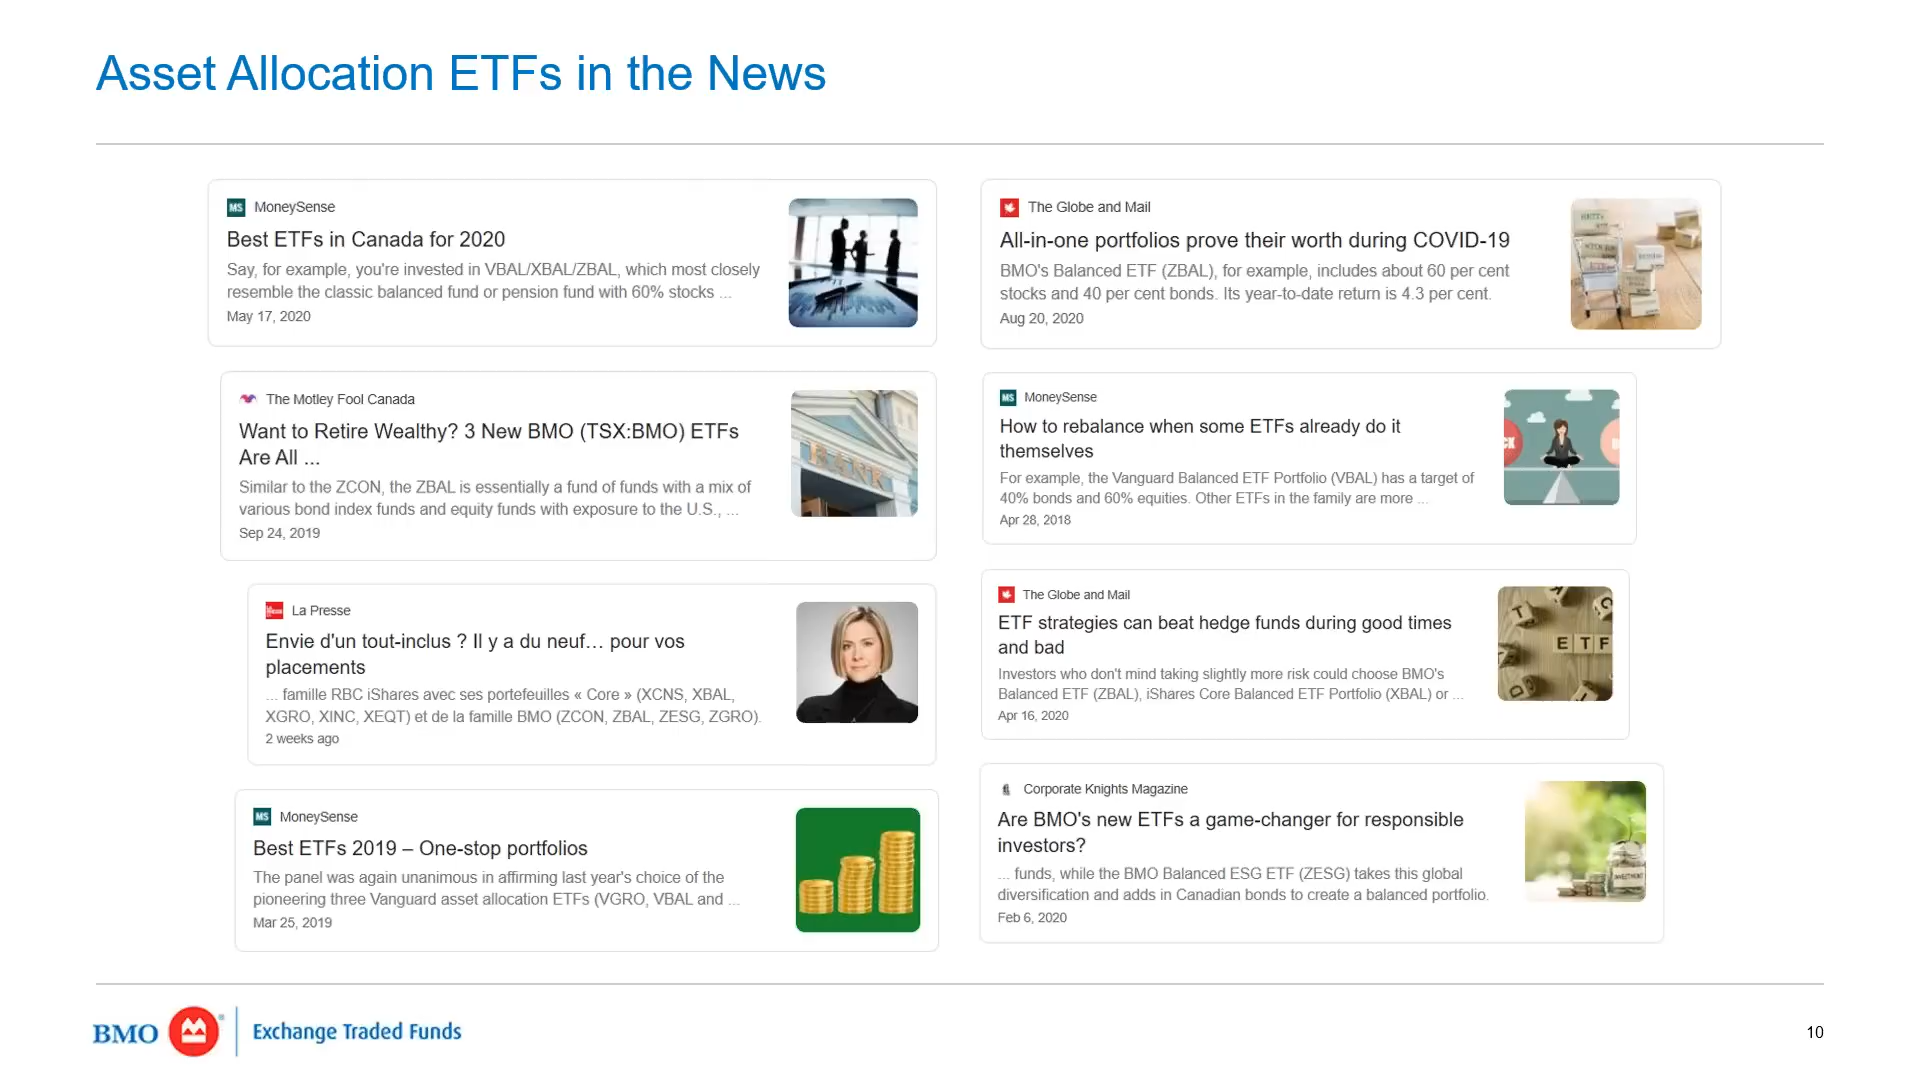 Asset Allocation ETFs in the News
MS MoneySense
Best ETFs in Canada for 2020
Say, for example, you're invested in VBAL/XBAL/ZBAL, which most closely
resemble the classic balanced fund or pension fund with 60% stocks ...
May 17, 2020
The Motley Fool Canada
Want to Retire Wealthy? 3 New BMO (TSX:BMO) ETFs
Are All ...
Similar to the ZCON, the ZBAL is essentially a fund of funds with a mix of
various bond index funds and equity funds with exposure to the U.S., ...
Sep 24, 2019
BANK
La Presse
Envie d'un tout-inclus ? Il y a du neuf… pour vos
placements
... famille RBC iShares avec ses portefeuilles « Core » (XCNS, XBAL,
XGRO, XINC, XEQT) et de la famille BMO (ZCON, ZBAL, ZESG, ZGRO).
2 weeks ago
MS MoneySense
Best ETFs 2019 – One-stop portfolios
The panel was again unanimous in affirming last year's choice of the
pioneering three Vanguard asset allocation ETFs (VGRO, VBAL and ...
Mar 25, 2019
The Globe and Mail
All-in-one portfolios prove their worth during COVID-19
BMO's Balanced ETF (ZBAL), for example, includes about 60 per cent
stocks and 40 per cent bonds. Its year-to-date return is 4.3 per cent.
Aug 20, 2020
MS MoneySense
How to rebalance when some ETFs already do it
themselves
For example, the Vanguard Balanced ETF Portfolio (VBAL) has a target of
40% bonds and 60% equities. Other ETFs in the family are more ...
Apr 28, 2018
The Globe and Mail
ETF strategies can beat hedge funds during good times
and bad
Investors who don't mind taking slightly more risk could choose BMO's
Balanced ETF (ZBAL), iShares Core Balanced ETF Portfolio (XBAL) or ...
Apr 16, 2020
ETF
Corporate Knights Magazine
Are BMO's new ETFs a game-changer for responsible
investors?
... funds, while the BMO Balanced ESG ETF (ZESG) takes this global
diversification and adds in Canadian bonds to create a balanced portfolio.
Feb 6, 2020
BMO Exchange Traded Funds
10